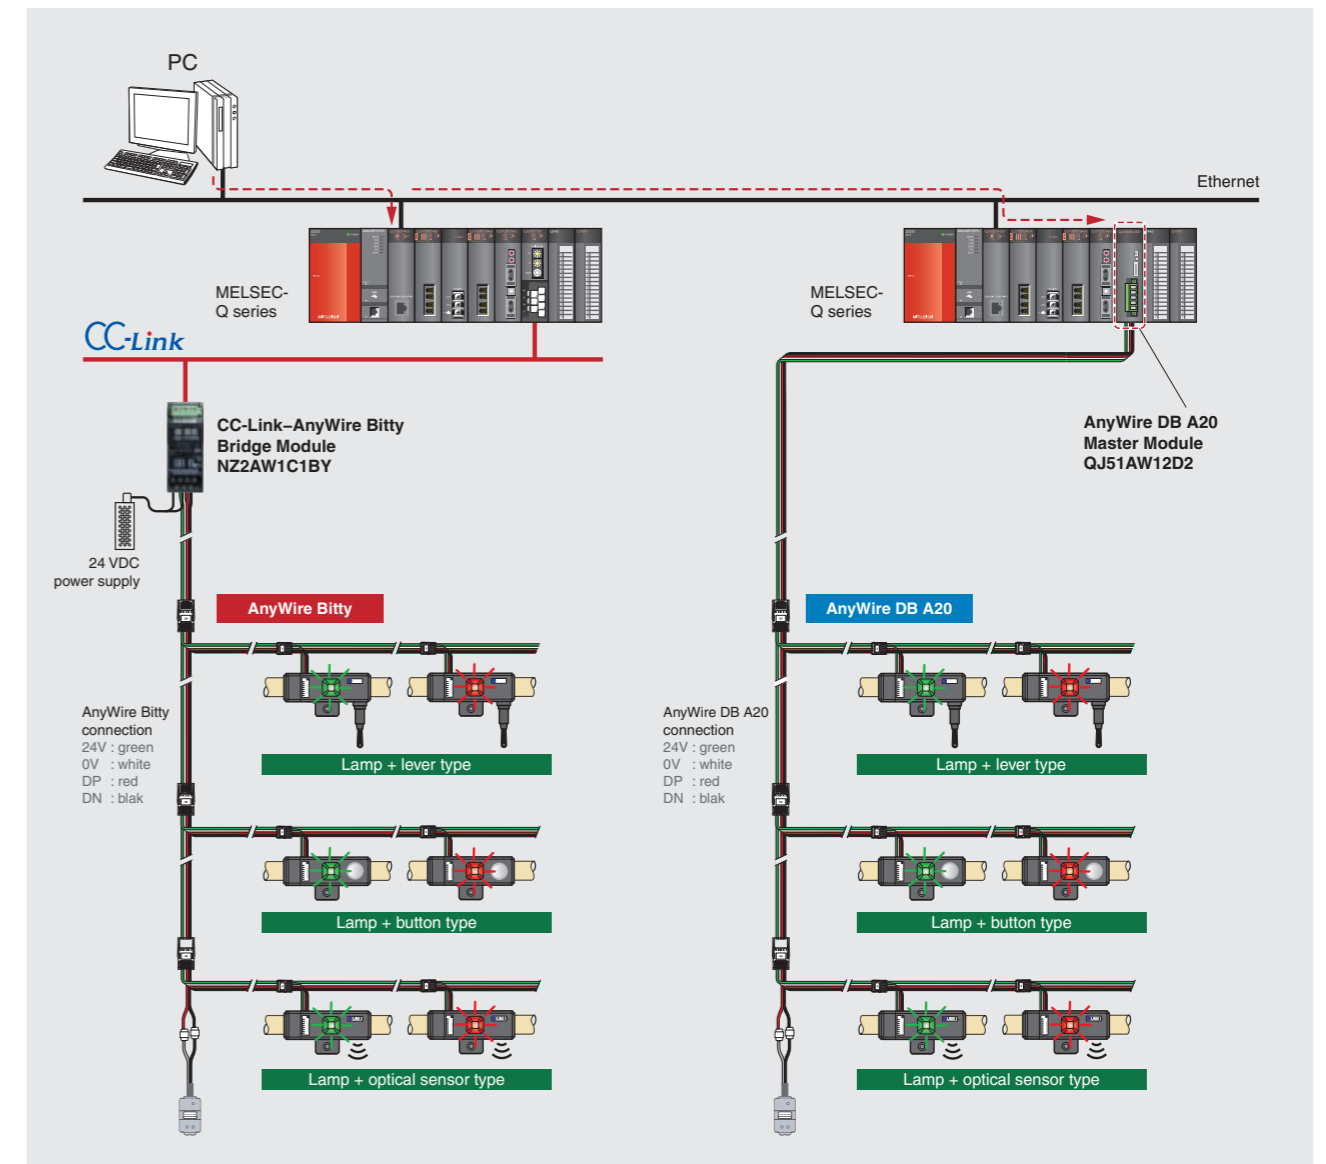 PC
Ethernet
MELSEC-
Q series
MELSEC-
Q series
CC-Link
CC-Link–AnyWire Bitty
Bridge Module
NZ2AW1C1BY
AnyWire DB A20
Master Module
QJ51AW12D2
24 VDC
power supply
AnyWire Bitty
AnyWire DB A20
AnyWire Bitty
connection
24V : green
0V : white
DP : red
DN : blak
Lamp + lever type
AnyWire DB A20
connection
24V : green
0V : white
DP : red
DN : blak
Lamp + lever type
Lamp + button type
Lamp + button type
Lamp + optical sensor type
Lamp + optical sensor type